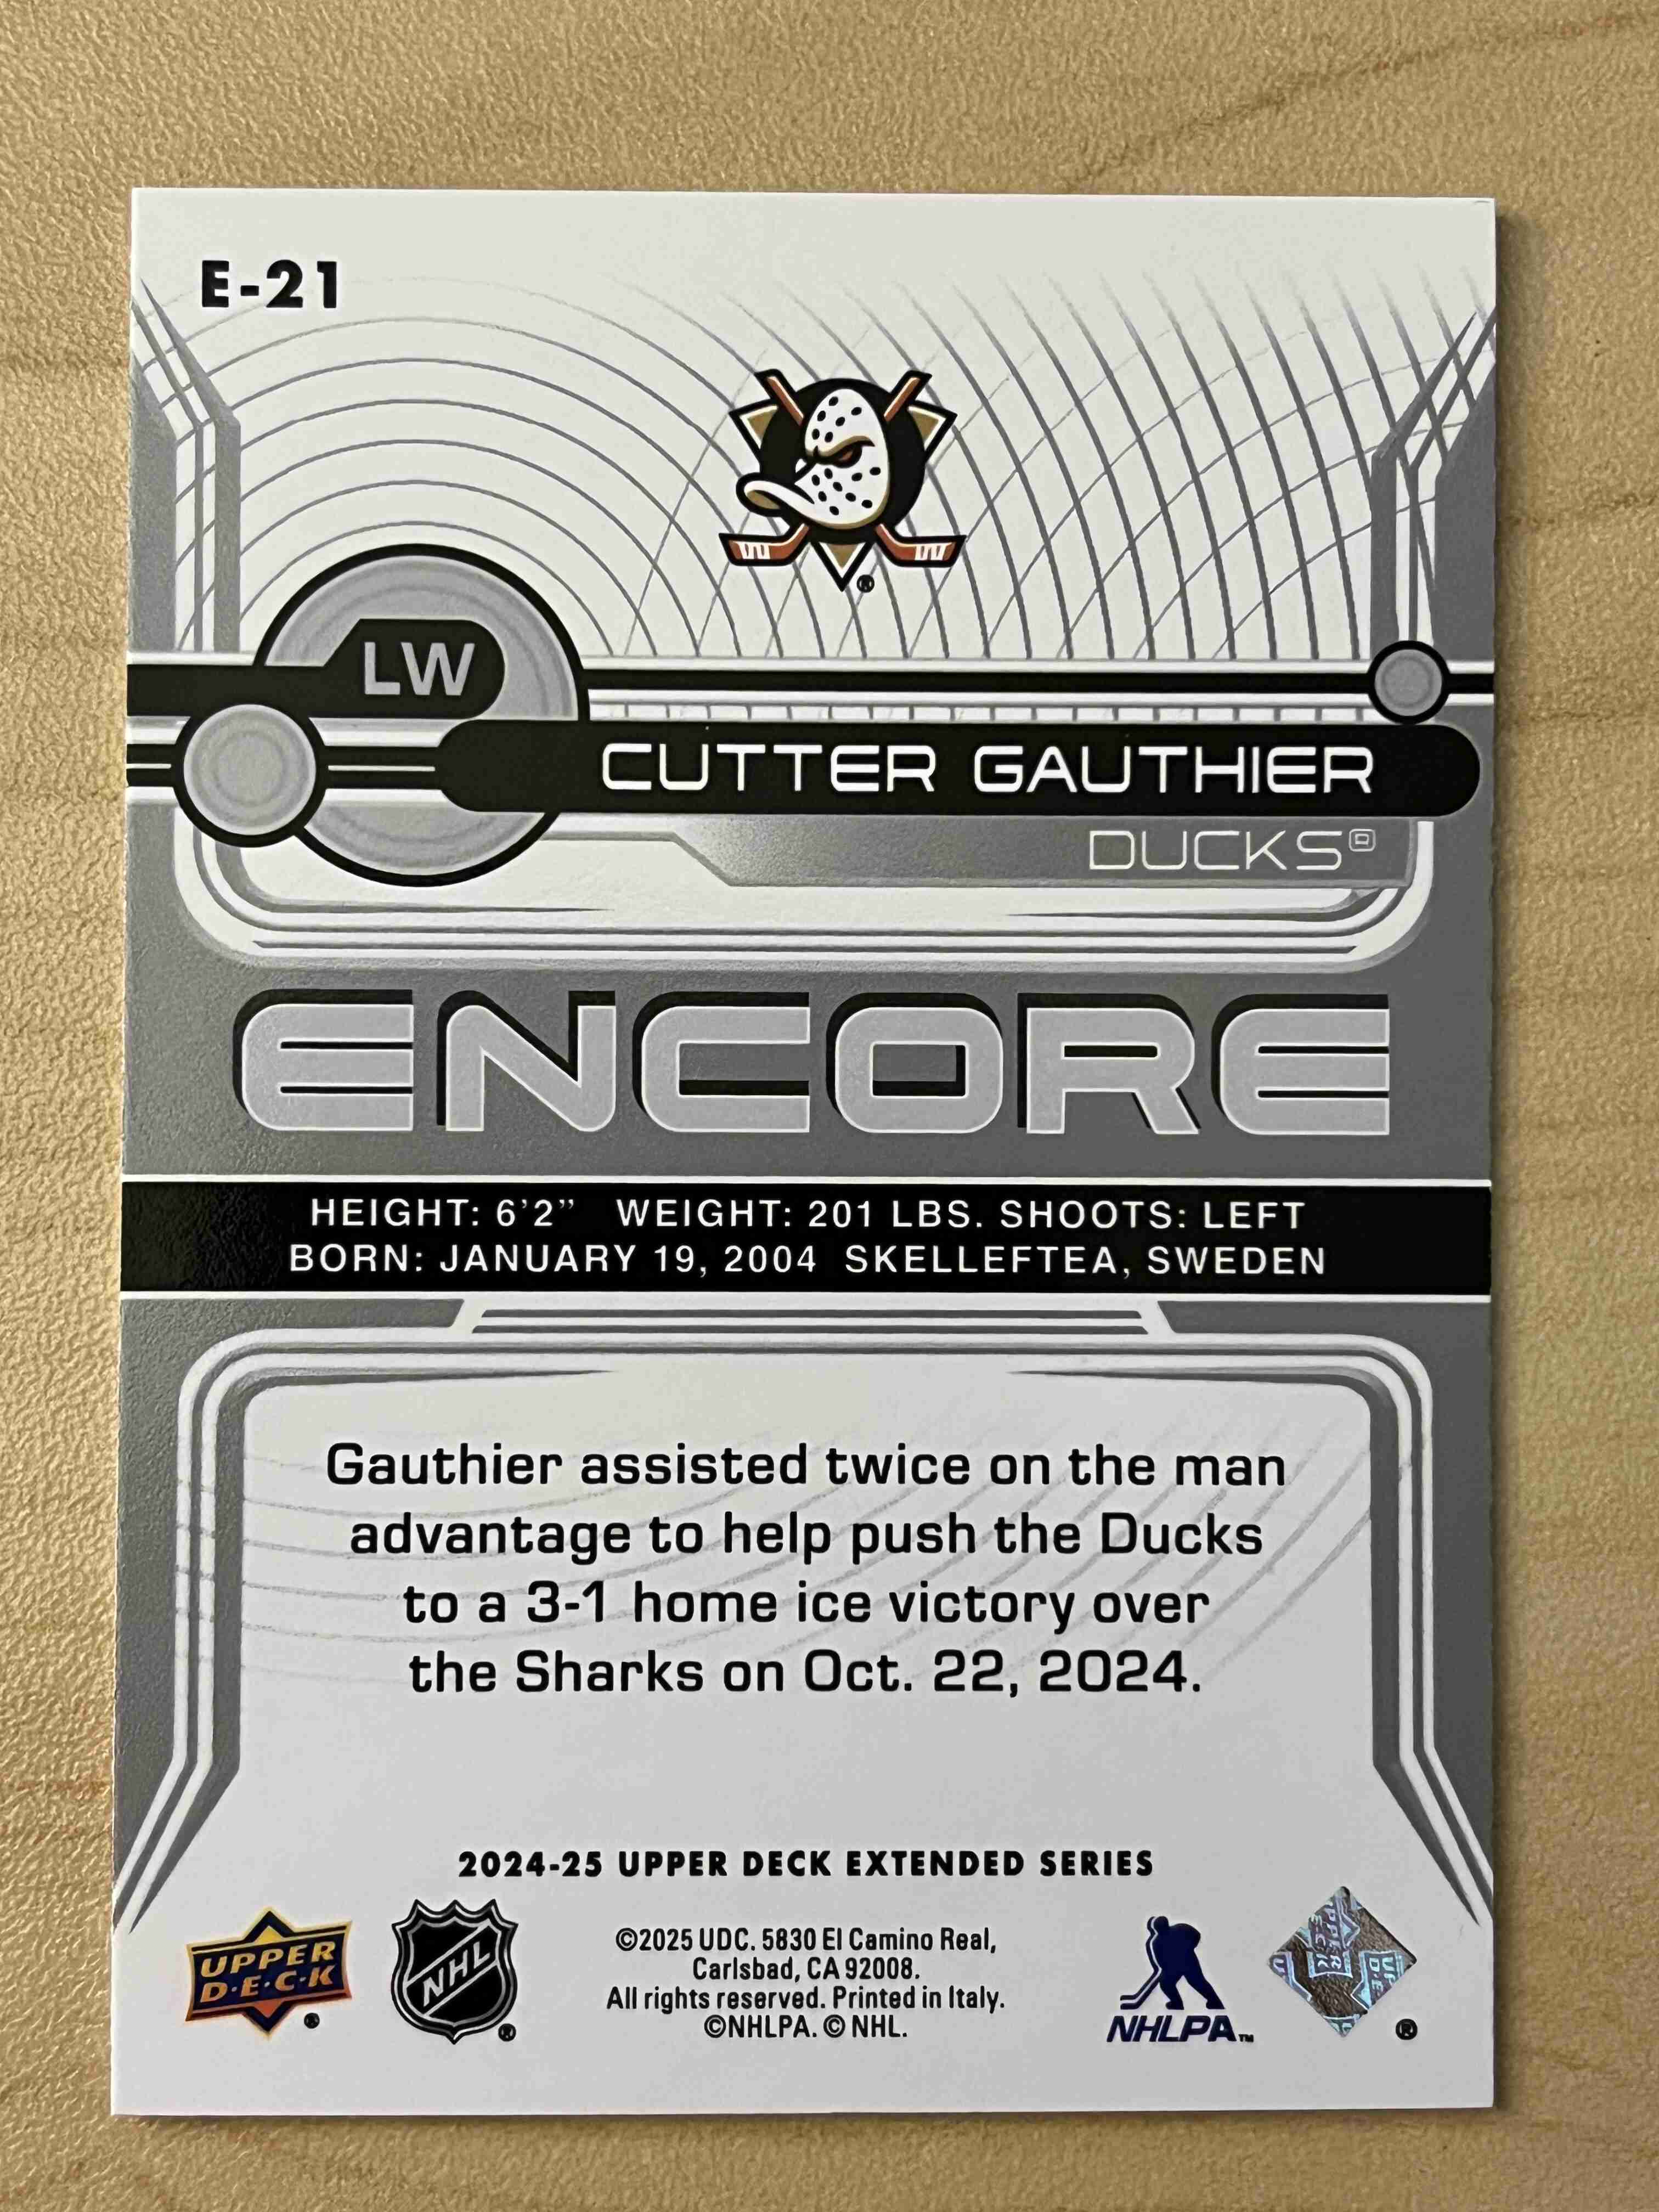 E-21
LW
CUTTER GAUTHIER
DUCKS®
ENCORE
HEIGHT: 6'2" WEIGHT: 201 LBS. SHOOTS: LEFT
BORN: JANUARY 19, 2004 SKELLEFTEA, SWEDEN
Gauthier assisted twice on the man
advantage to help push the Ducks
to a 3-1 home ice victory over
the Sharks on Oct. 22, 2024.
2024-25 UPPER DECK EXTENDED SERIES
UPPER
D·E·C·K
®
NHL
®
©2025 UDC. 5830 El Camino Real,
Carlsbad, CA 92008.
All rights reserved. Printed in Italy.
©NHLPA. © NHL.
NHLPA™
®